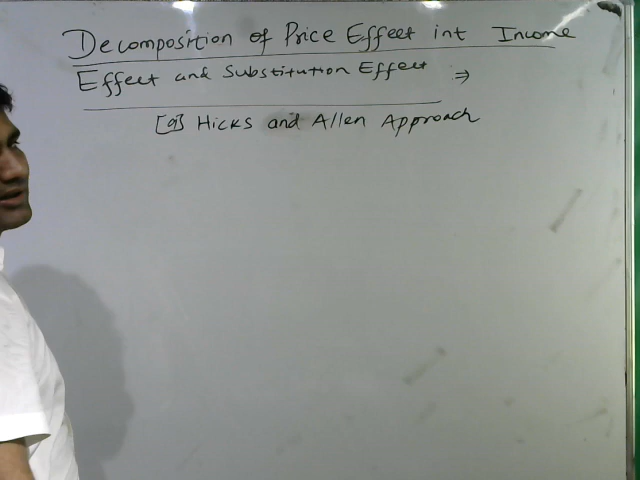 Decomposition of Price Effect int Income
Effect and Substitution Effect ⇒
[a] Hicks and Allen Approach